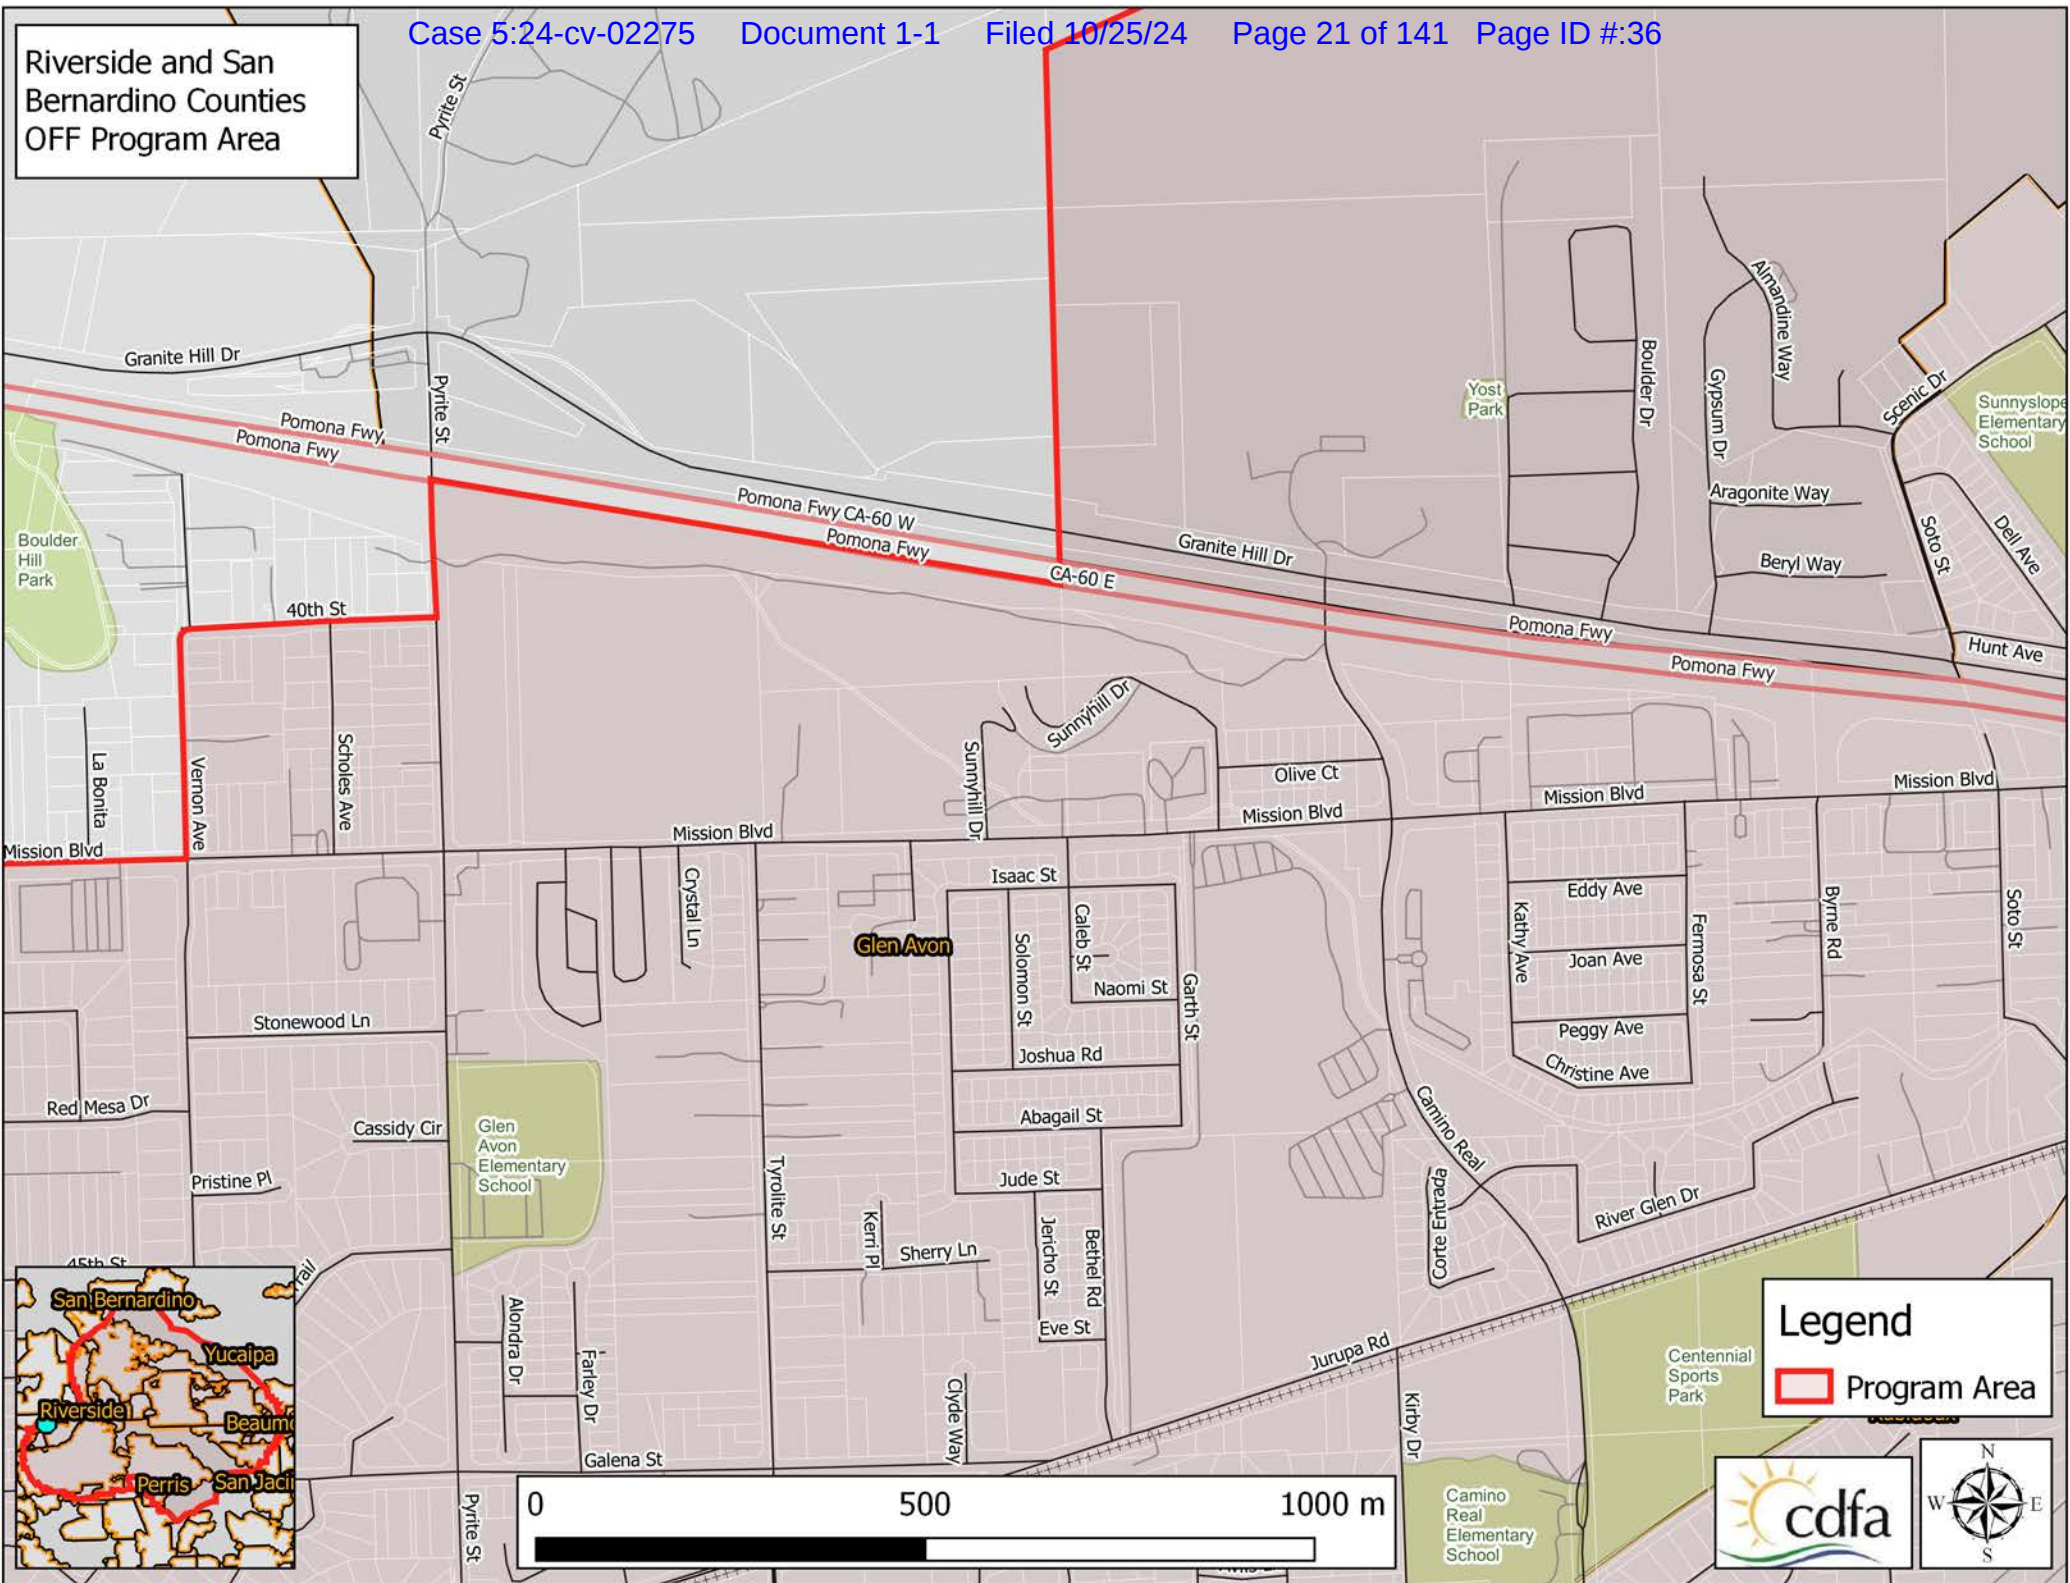 Case 5:24-cv-02275 Document 1-1 Filed 10/25/24 Page 21 of 141 Page ID #:36
Riverside and San
Bernardino Counties
OFF Program Area
Pyrite St
Granite Hill Dr
Pyrite St
Pomona Fwy
Pomona Fwy
Pomona Fwy CA-60 W
Pomona Fwy
CA-60 E
Granite Hill Dr
Pomona Fwy
Pomona Fwy
Yost
Park
Boulder Dr
Gypsum Dr
Almandine Way
Scenic Dr
Sunnyslope
Elementary
School
Aragonite Way
Beryl Way
Soto St
Dell Ave
Hunt Ave
Boulder
Hill
Park
40th St
La Bonita
Vernon Ave
Scholes Ave
Sunnyhill Dr
Sunnyhill Dr
Olive Ct
Mission Blvd
Mission Blvd
Mission Blvd
Mission Blvd
Mission Blvd
Crystal Ln
Isaac St
Caleb St
Solomon St
Naomi St
Garth St
Glen Avon
Joshua Rd
Abagail St
Jude St
Jericho St
Bethel Rd
Eve St
Kathy Ave
Eddy Ave
Joan Ave
Peggy Ave
Christine Ave
Fermosa St
Byrne Rd
Soto St
Stonewood Ln
Red Mesa Dr
Cassidy Cir
Pristine Pl
45th St
Glen
Avon
Elementary
School
Tyrolite St
Kerri Pl
Sherry Ln
Camino Real
Corte Entrada
River Glen Dr
Alondra Dr
Farley Dr
Clyde Way
Jurupa Rd
Kirby Dr
Galena St
Pyrite St
Centennial
Sports
Park
Camino
Real
Elementary
School
San Bernardino
Yucaipa
Riverside
Beaumo
Perris
San Jaci
0 500 1000 m
Legend
Program Area
cdfa
N
W E
S